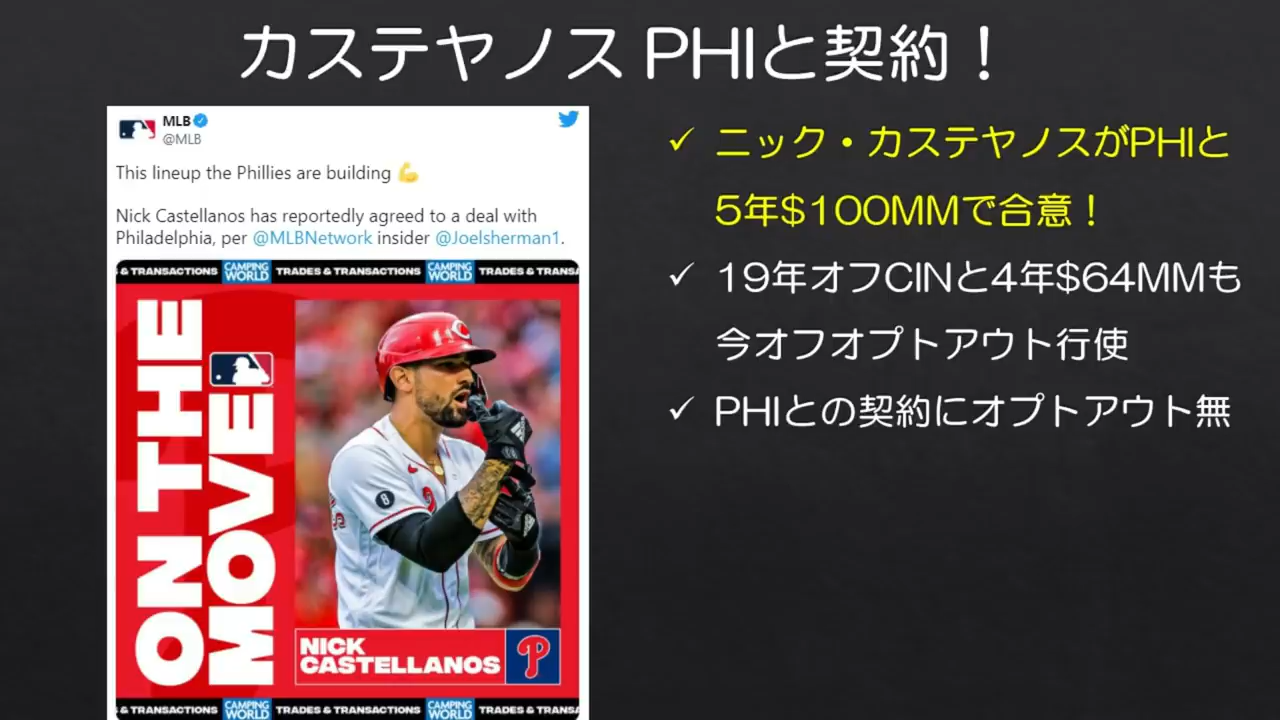 カステヤノス PHIと契約！
MLB
@MLB
This lineup the Phillies are building 💪
Nick Castellanos has reportedly agreed to a deal with
Philadelphia, per @MLBNetwork insider @Joelsherman1.
& TRANSACTIONS CAMPING WORLD TRADES & TRANSACTIONS CAMPING WORLD TRADES & TRANSA
ON THE
MOVE
NICK
CASTELLANOS
P
& TRANSACTIONS CAMPING WORLD TRADES & TRANSACTIONS CAMPING WORLD TRADES & TRANSA
✓ ニック・カステヤノスがPHIと
5年$100MMで合意！
✓ 19年オフCINと4年$64MMも
今オフオプトアウト行使
✓ PHIとの契約にオプトアウト無